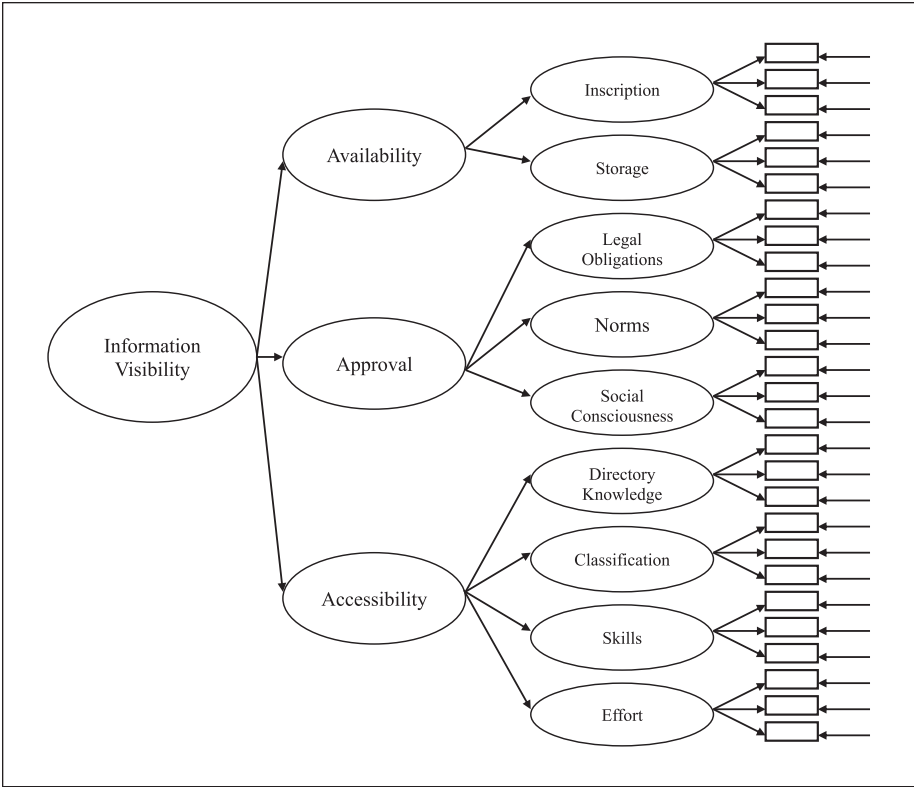 Information
Visibility
Availability
Approval
Accessibility
Inscription
Storage
Legal
Obligations
Norms
Social
Consciousness
Directory
Knowledge
Classification
Skills
Effort